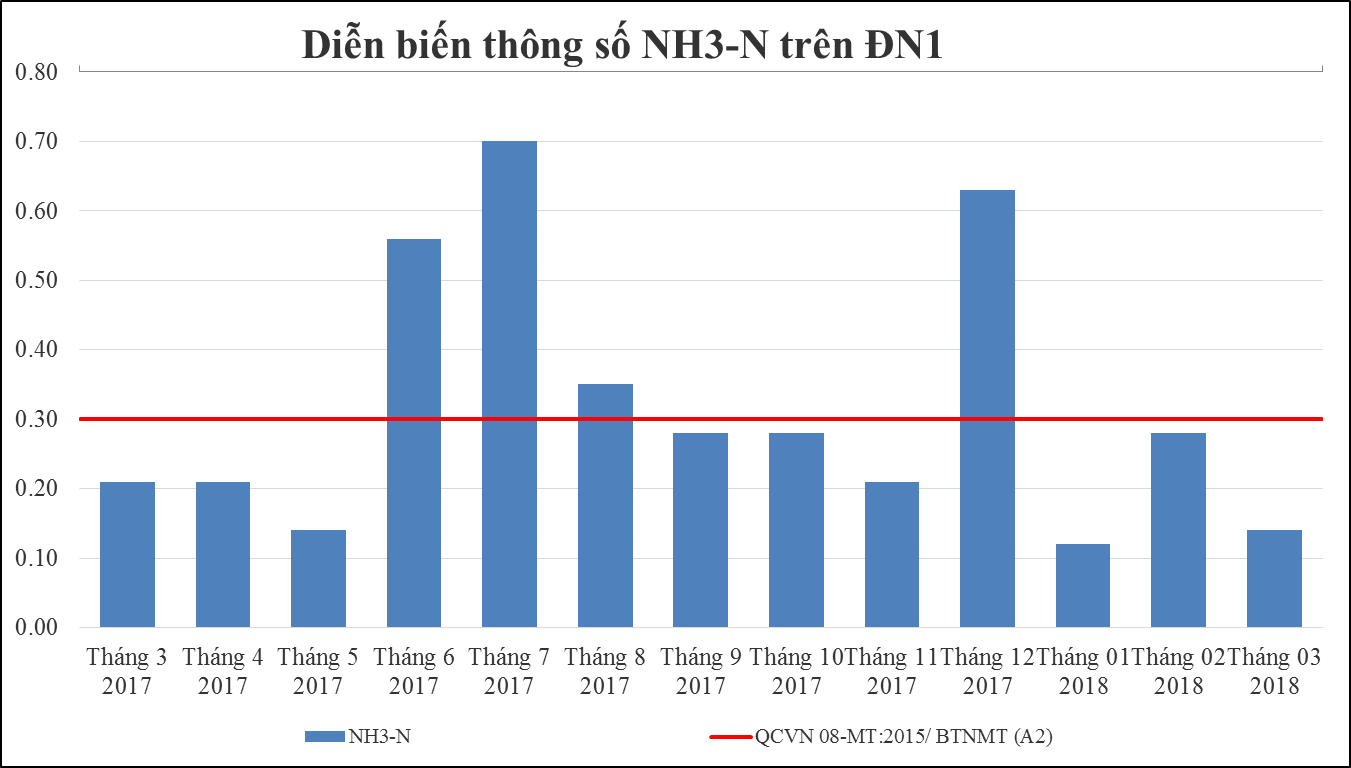 Diễn biến thông số NH3-N trên ĐN1
0.80
0.70
0.60
0.50
0.40
0.30
0.20
0.10
0.00
Tháng 3 Tháng 4 Tháng 5 Tháng 6 Tháng 7 Tháng 8 Tháng 9 Tháng 10 Tháng 11 Tháng 12 Tháng 01 Tháng 02 Tháng 03
2017 2017 2017 2017 2017 2017 2017 2017 2017 2017 2018 2018 2018
NH3-N QCVN 08-MT:2015/ BTNMT (A2)